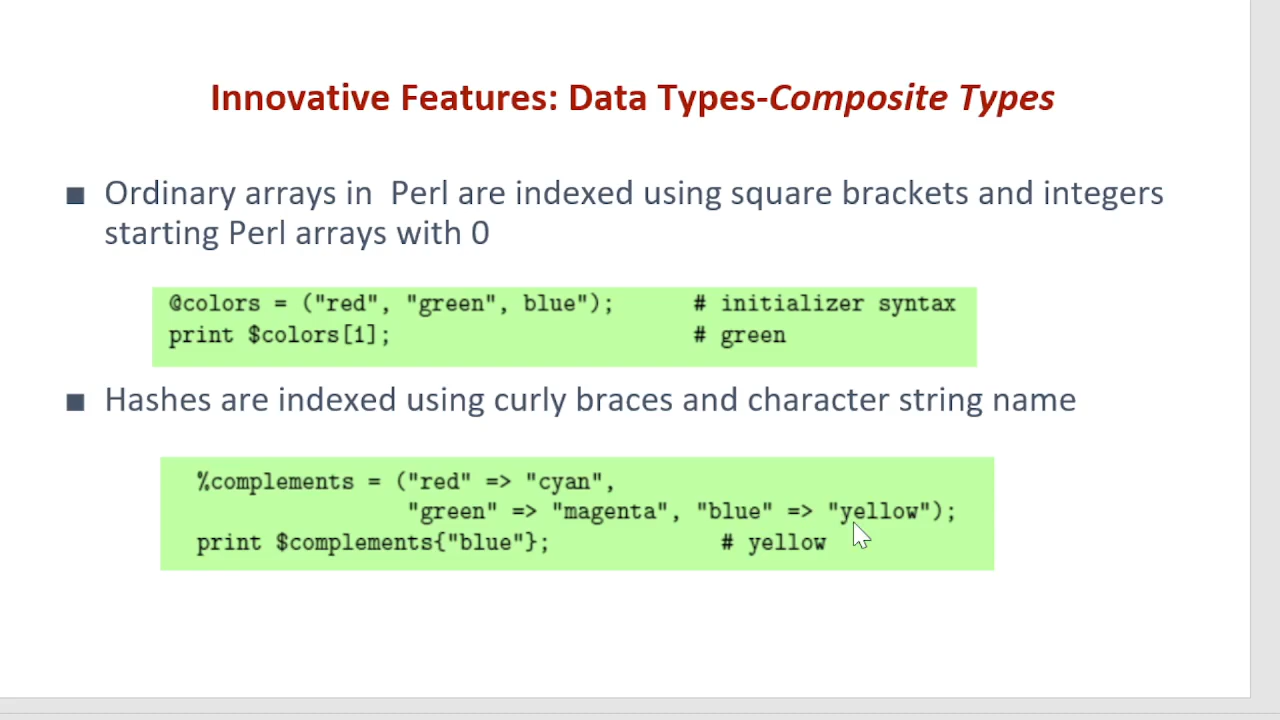 Innovative Features: Data Types-Composite Types
■ Ordinary arrays in Perl are indexed using square brackets and integers
starting Perl arrays with 0
@colors = ("red", "green", blue"); # initializer syntax
print $colors[1]; # green
■ Hashes are indexed using curly braces and character string name
%complements = ("red" => "cyan",
"green" => "magenta", "blue" => "yellow");
print $complements{"blue"}; # yellow